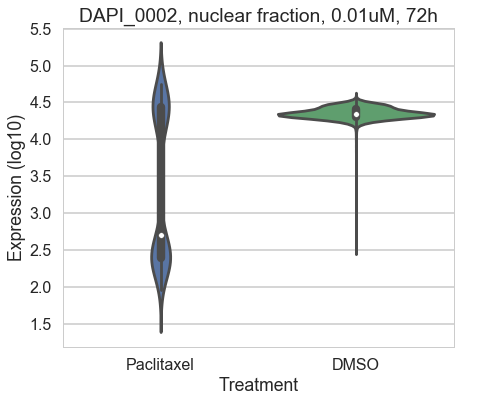 DAPI_0002, nuclear fraction, 0.01uM, 72h
5.5
5.0
4.5
4.0
3.5
3.0
2.5
2.0
1.5
Expression (log10)
Paclitaxel
DMSO
Treatment